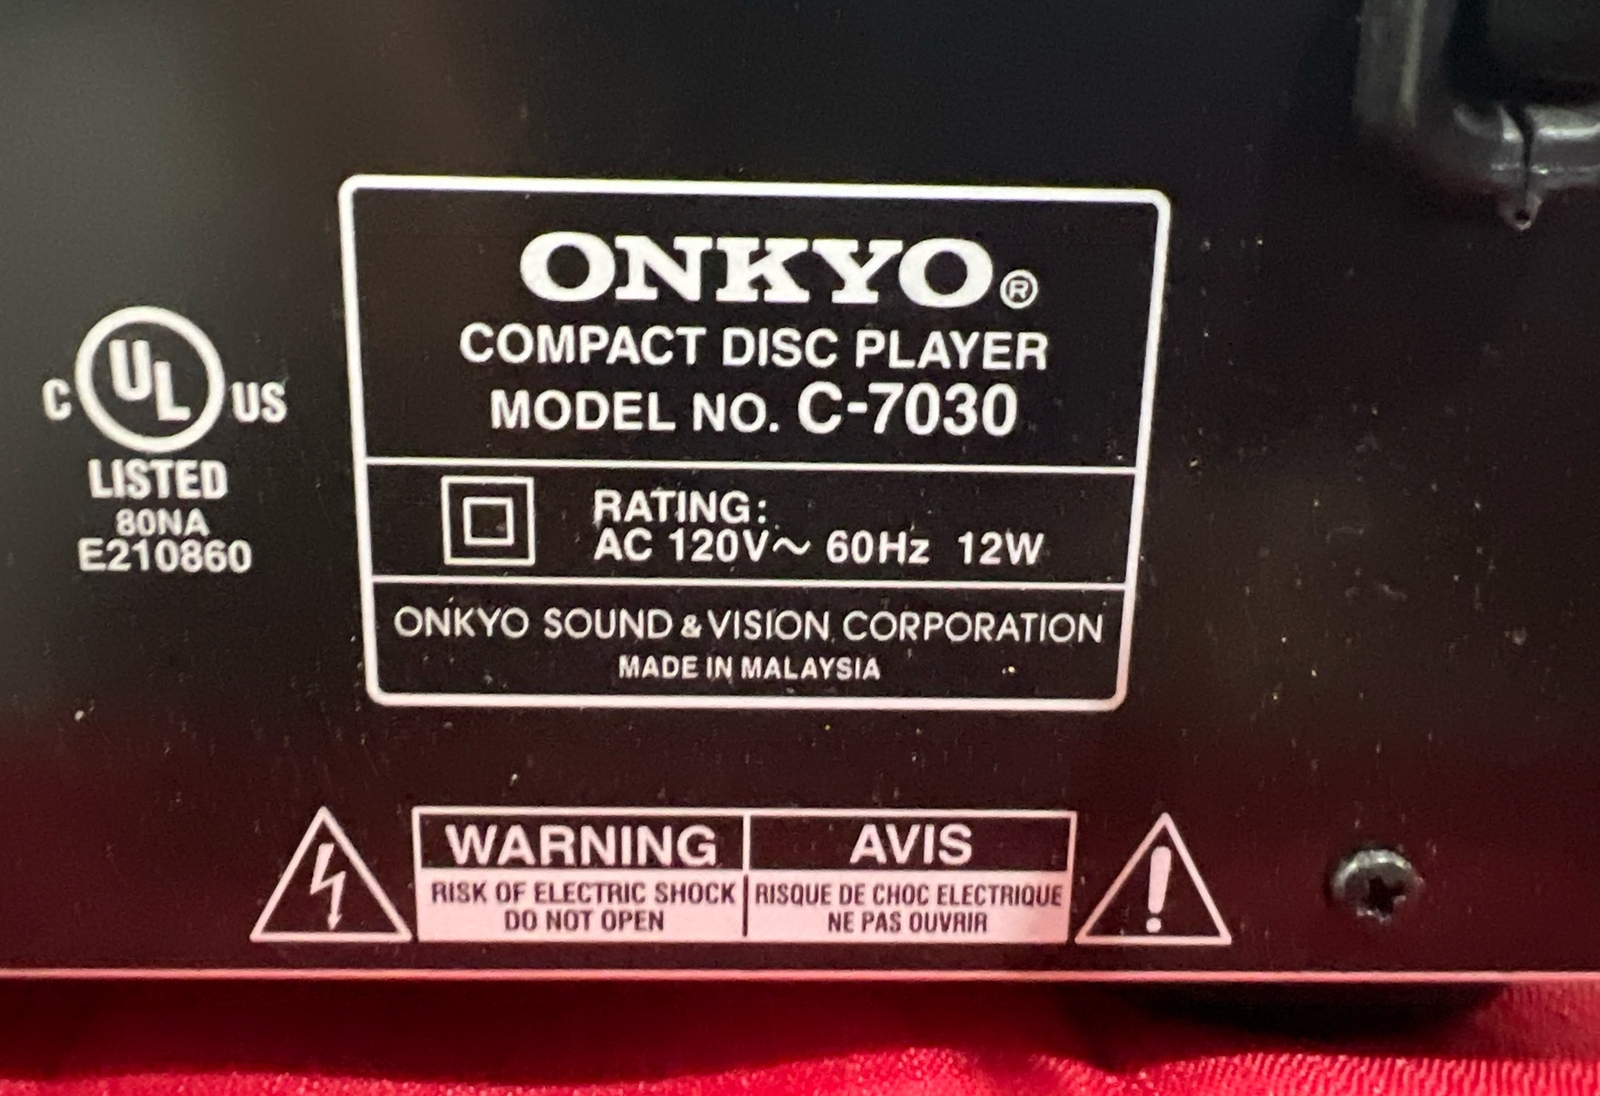 ONKYO®
COMPACT DISC PLAYER
MODEL NO. C-7030
C UL US
LISTED
80NA
E210860
RATING:
AC 120V~ 60Hz 12W
ONKYO SOUND & VISION CORPORATION
MADE IN MALAYSIA
WARNING
RISK OF ELECTRIC SHOCK
DO NOT OPEN
AVIS
RISQUE DE CHOC ELECTRIQUE
NE PAS OUVRIR